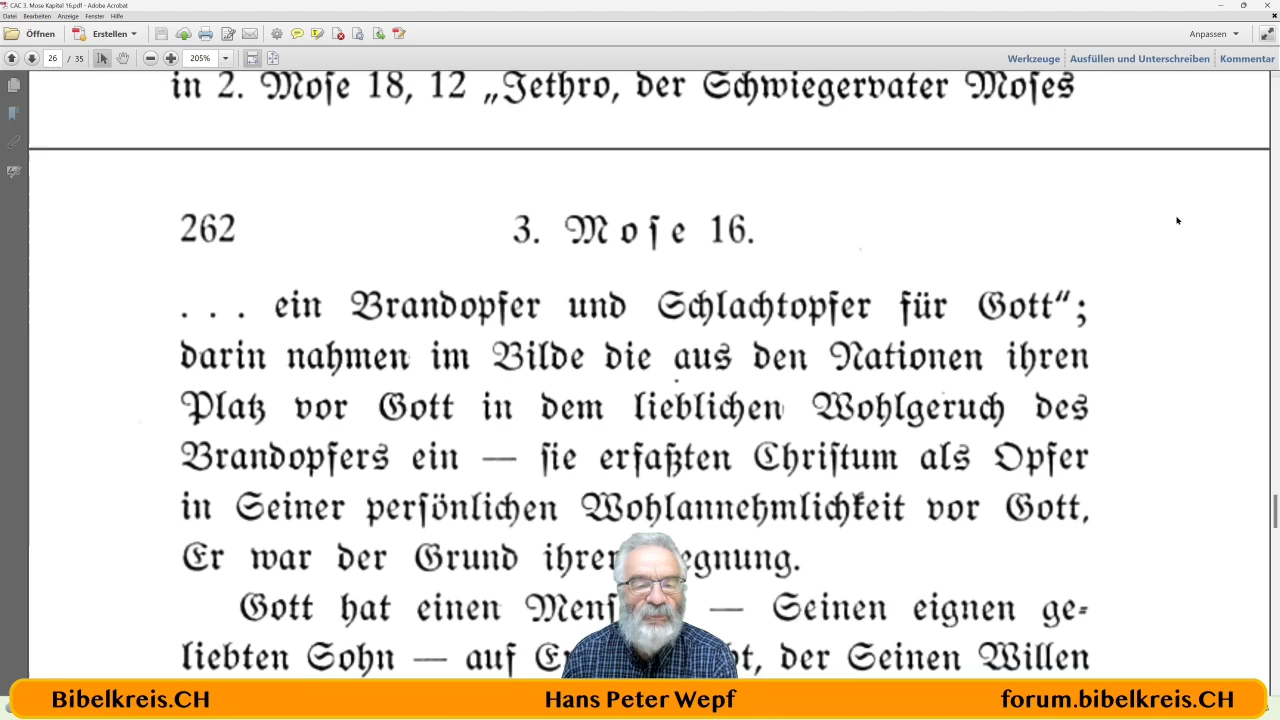 CAC 3. Mose Kapitel 16.pdf - Adobe Acrobat
Datei Bearbeiten Anzeige Fenster Hilfe
Öffnen Erstellen Anpassen
26 / 35 205% Werkzeuge Ausfüllen und Unterschreiben Kommentar
in 2. Moſe 18, 12 „Jethro, der Schwiegervater Moſes
262 3. Moſe 16.
. . . ein Brandopfer und Schlachtopfer für Gott“;
darin nahmen im Bilde die aus den Nationen ihren
Platz vor Gott in dem lieblichen Wohlgeruch des
Brandopfers ein — ſie erfaßten Chriſtum als Opfer
in Seiner perſönlichen Wohlannehmlichkeit vor Gott.
Er war der Grund ihrer egnung.
Gott hat einen Menſ — Seinen eignen ge-
liebten Sohn — auf Er bt, der Seinen Willen
Bibelkreis.CH Hans Peter Wepf forum.bibelkreis.CH